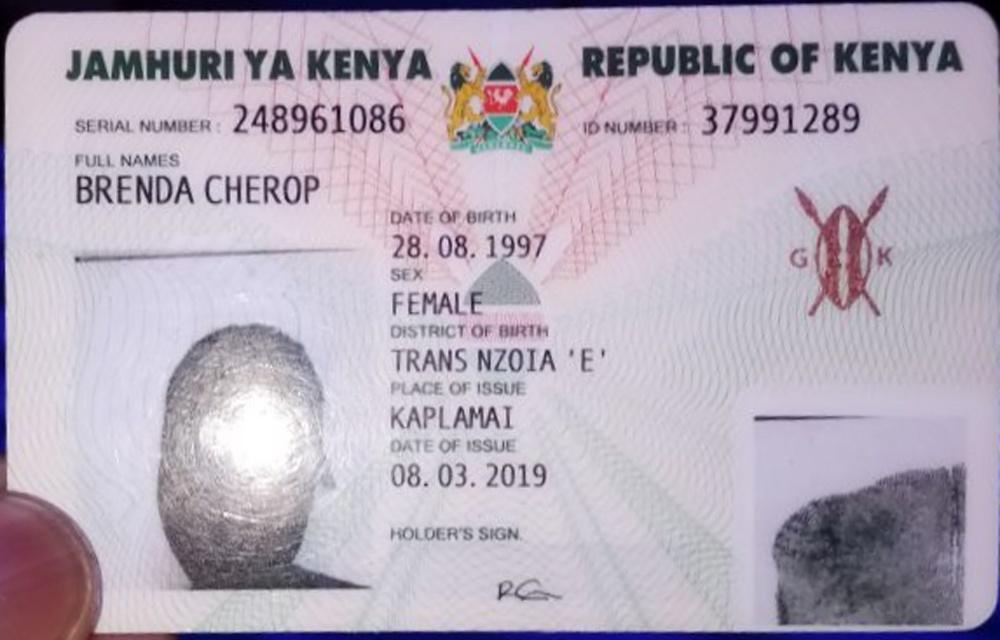 JAMHURI YA KENYA REPUBLIC OF KENYA
SERIAL NUMBER : 248961086 ID NUMBER : 37991289
FULL NAMES
BRENDA CHEROP
DATE OF BIRTH
28. 08. 1997
SEX
FEMALE
DISTRICT OF BIRTH
TRANS NZOIA 'E'
PLACE OF ISSUE
KAPLAMAI
DATE OF ISSUE
08. 03. 2019
HOLDER'S SIGN.
G K